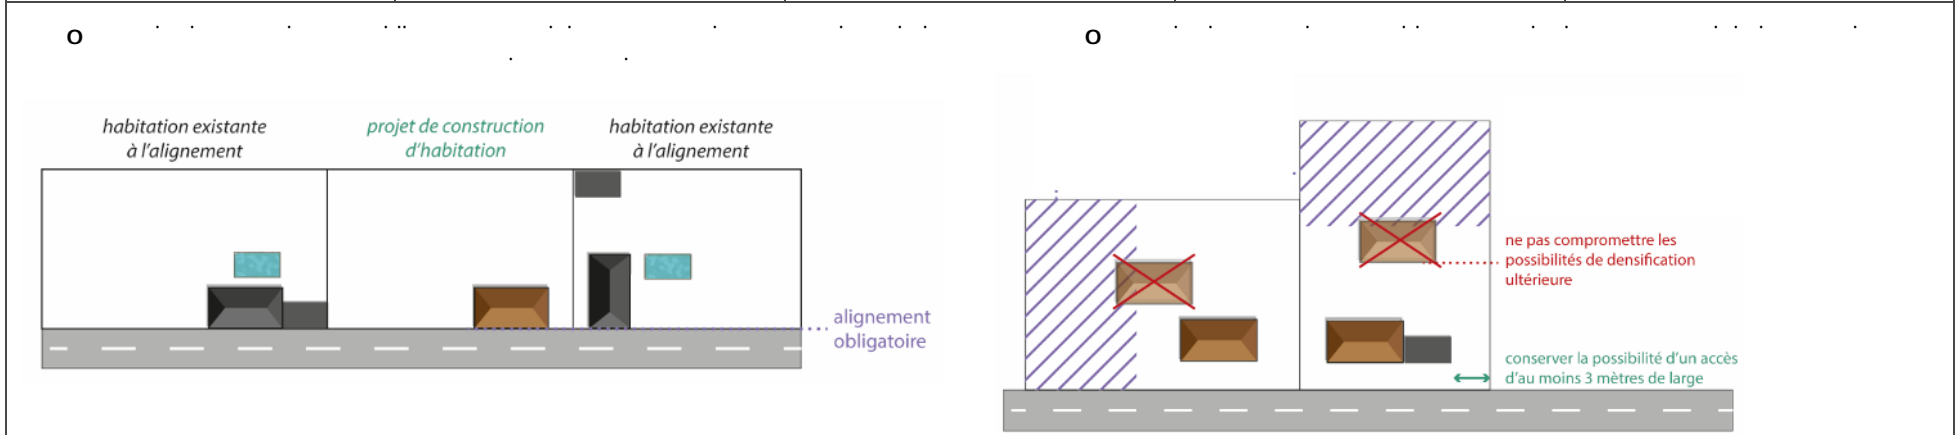 o
o
habitation existante
à l'alignement
projet de construction
d'habitation
habitation existante
à l'alignement
alignement
obligatoire
ne pas compromettre les
possibilités de densification
ultérieure
conserver la possibilité d'un accès
d'au moins 3 mètres de large